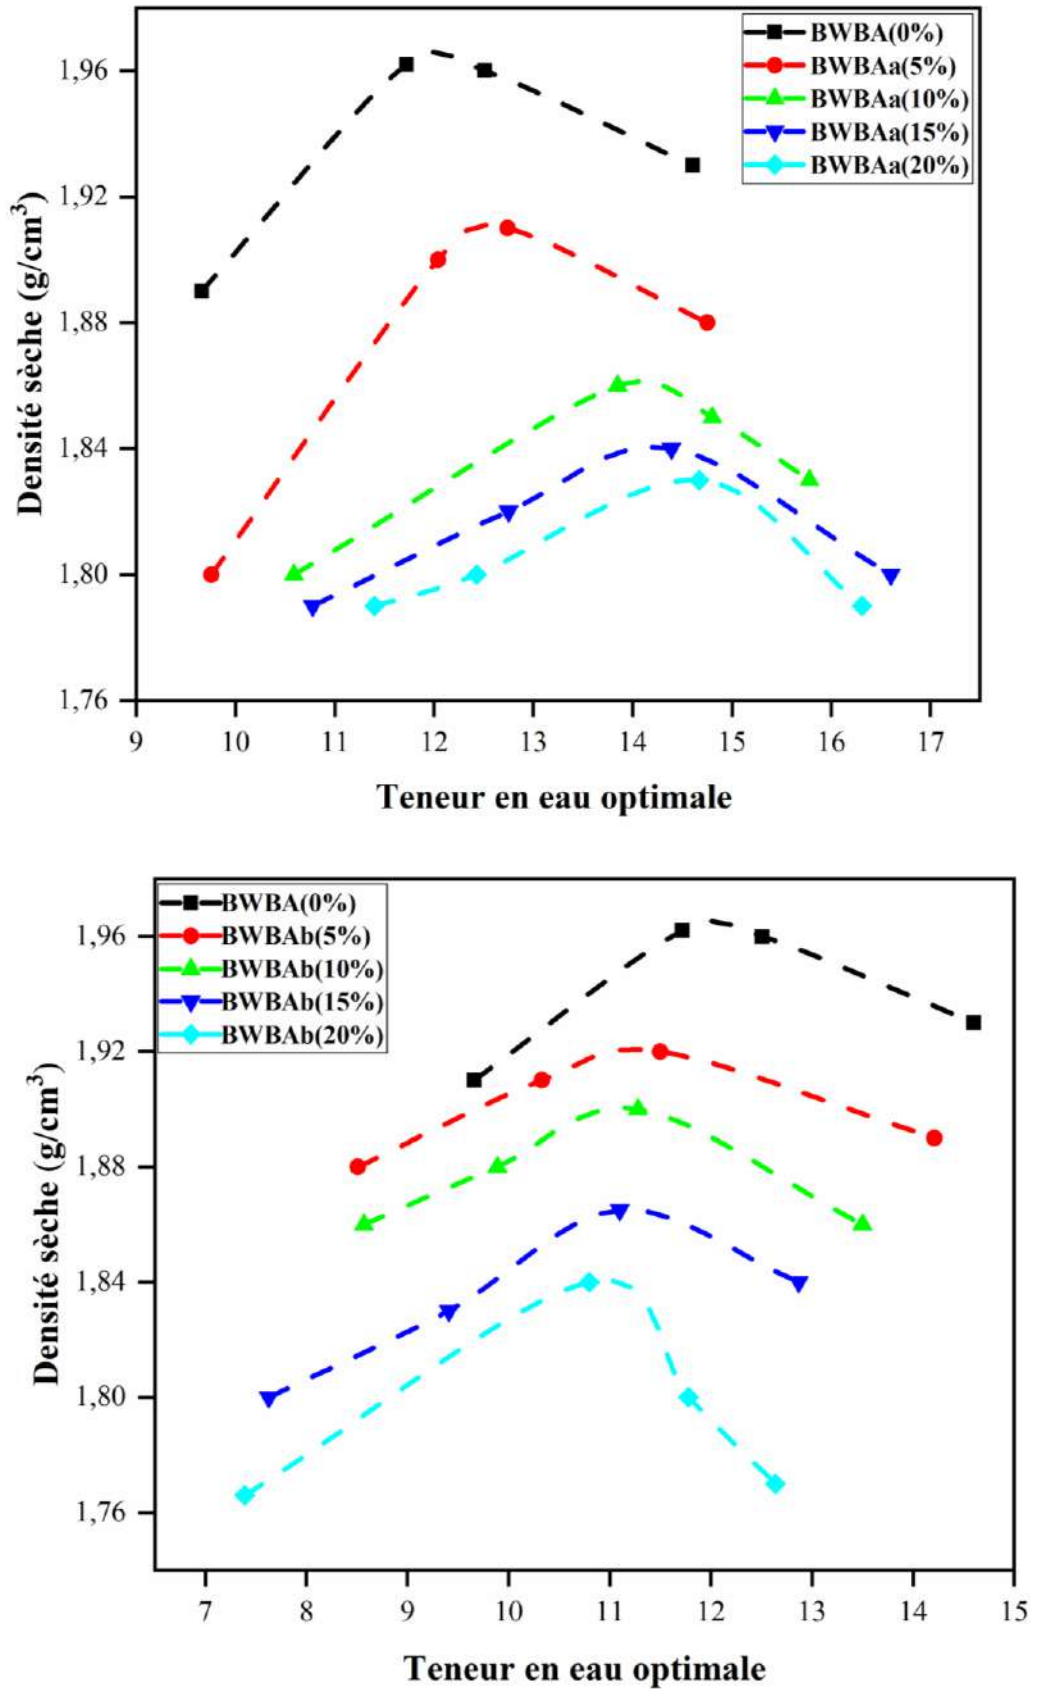 BWBA(0%)
BWBAa(5%)
BWBAa(10%)
BWBAa(15%)
BWBAa(20%)
Densité sèche (g/cm³)
1,96
1,92
1,88
1,84
1,80
1,76
9 10 11 12 13 14 15 16 17
Teneur en eau optimale
BWBA(0%)
BWBAb(5%)
BWBAb(10%)
BWBAb(15%)
BWBAb(20%)
Densité sèche (g/cm³)
1,96
1,92
1,88
1,84
1,80
1,76
7 8 9 10 11 12 13 14 15
Teneur en eau optimale